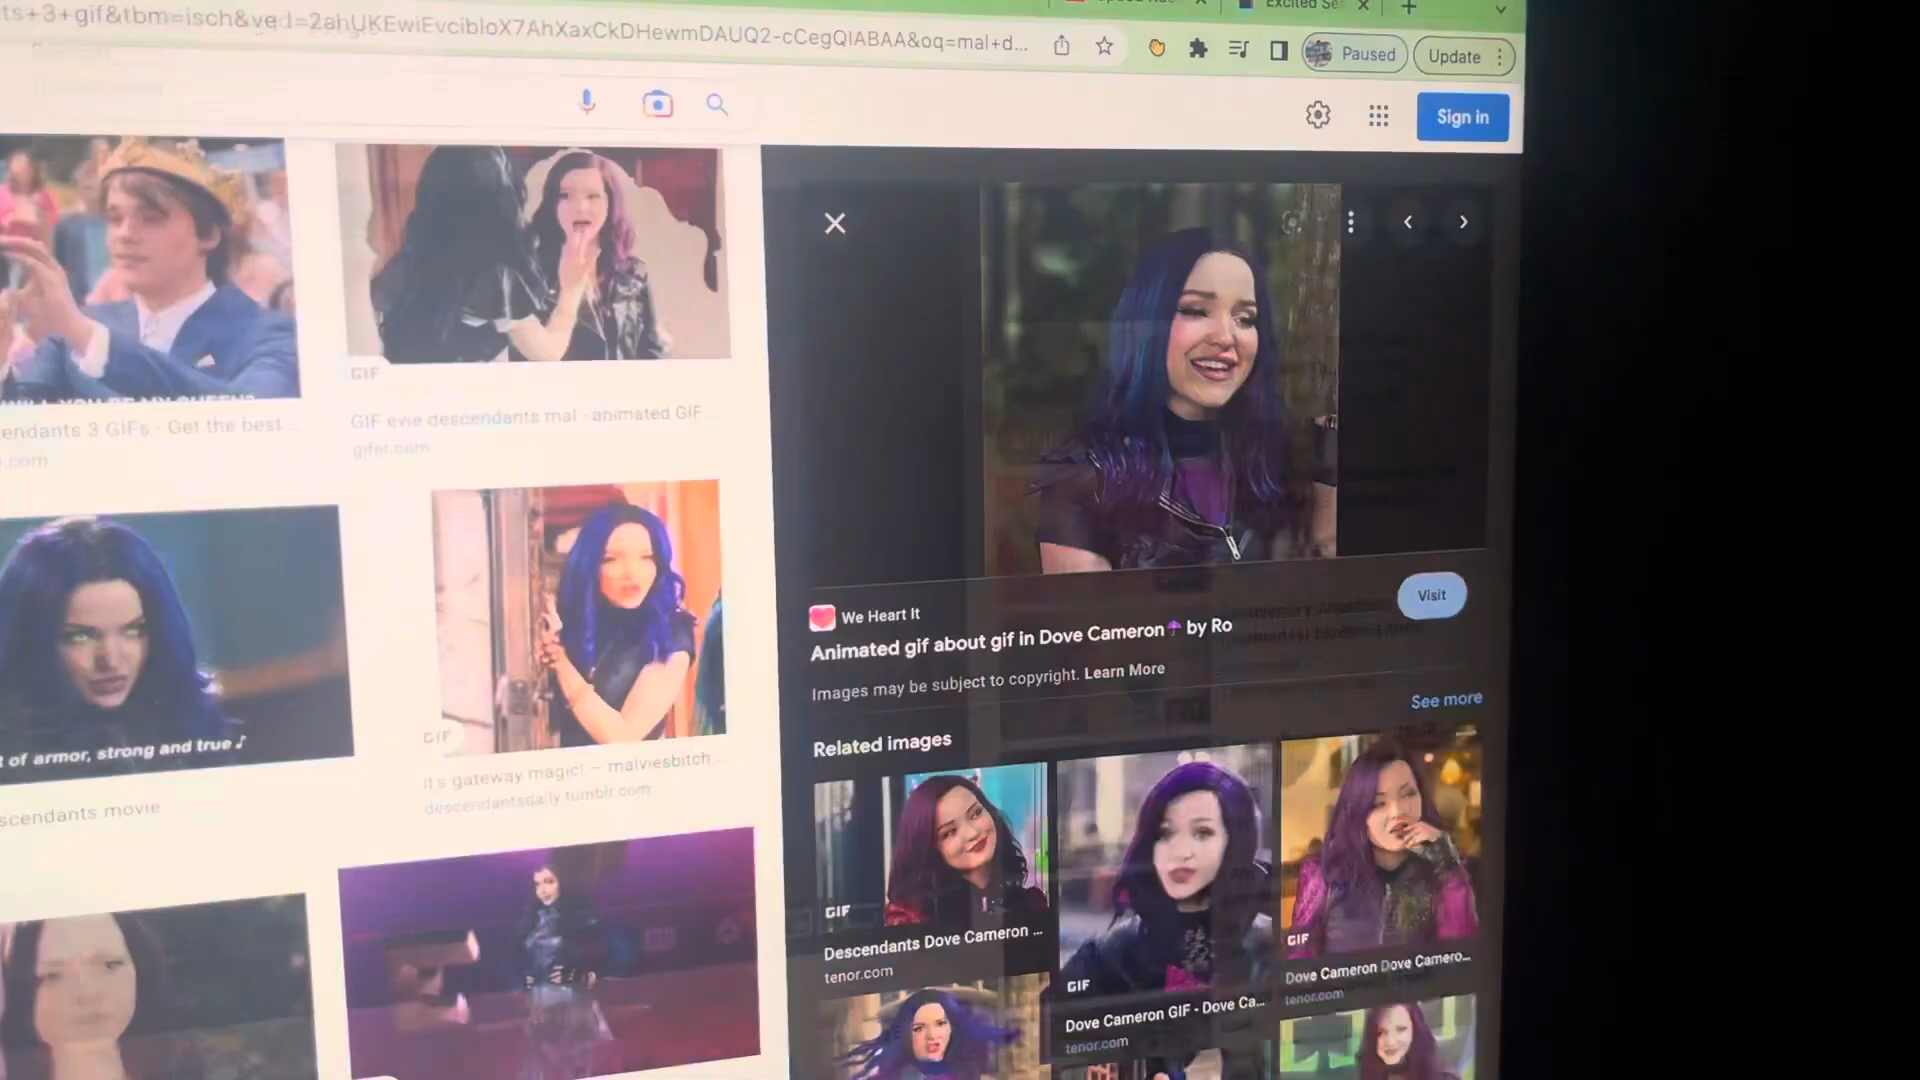 ts+3+gif&tbm=isch&ved=2ahUKEwiEvcibloX7AhXaxCkDHewmDAUQ2-cCegQIABAA&oq=mal+d...
Paused
Update
Sign in
GIF
endants 3 GIFs - Get the best ...
.com
GIF evie descendants mal - animated GIF ...
gifer.com
We Heart It
Visit
Animated gif about gif in Dove Cameron☂ by Ro
Images may be subject to copyright. Learn More
See more
Related images
t of armor, strong and true ♪
scendants movie
GIF
it's gateway magic! — malviesbitch ...
descendantsdaily.tumblr.com
GIF
Descendants Dove Cameron ...
tenor.com
GIF
Dove Cameron GIF - Dove Ca...
tenor.com
GIF
Dove Cameron Dove Camero...
tenor.com